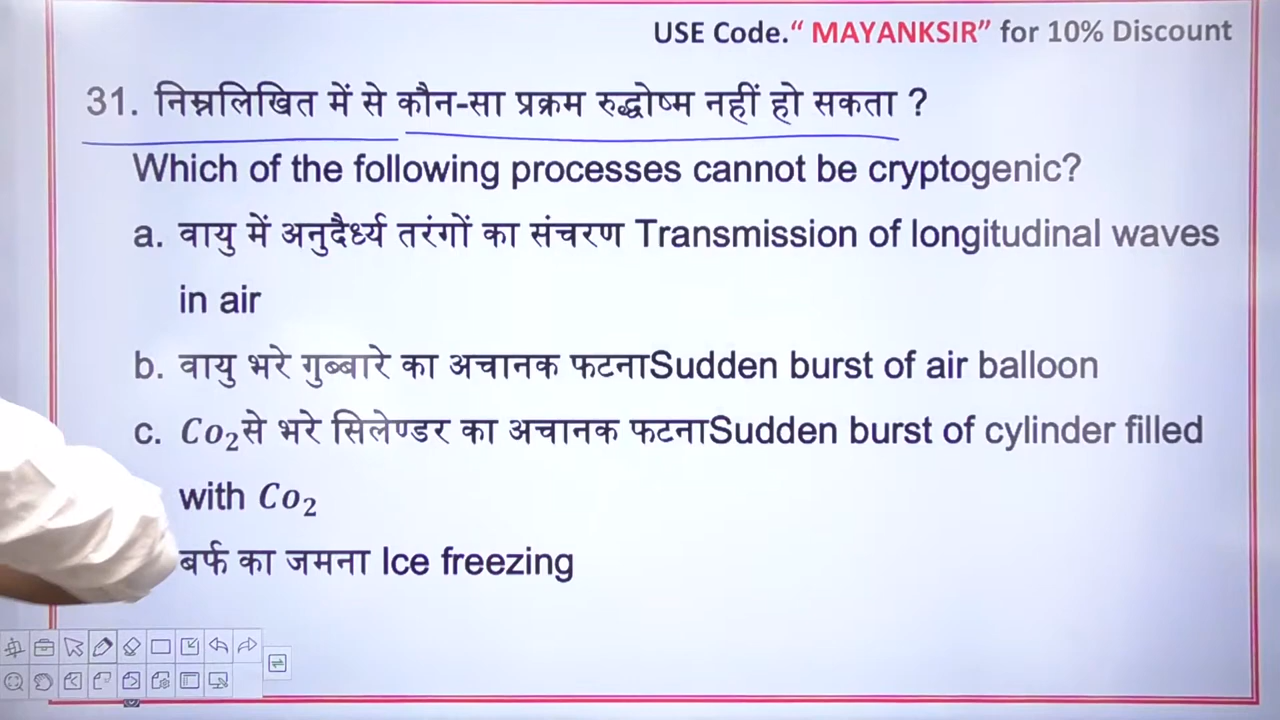 USE Code.“ MAYANKSIR” for 10% Discount
31. निम्नलिखित में से कौन-सा प्रक्रम रुद्धोष्म नहीं हो सकता ?
Which of the following processes cannot be cryptogenic?
a. वायु में अनुदैर्ध्य तरंगों का संचरण Transmission of longitudinal waves
in air
b. वायु भरे गुब्बारे का अचानक फटनाSudden burst of air balloon
c. Co₂से भरे सिलेण्डर का अचानक फटनाSudden burst of cylinder filled
with Co₂
बर्फ का जमना Ice freezing